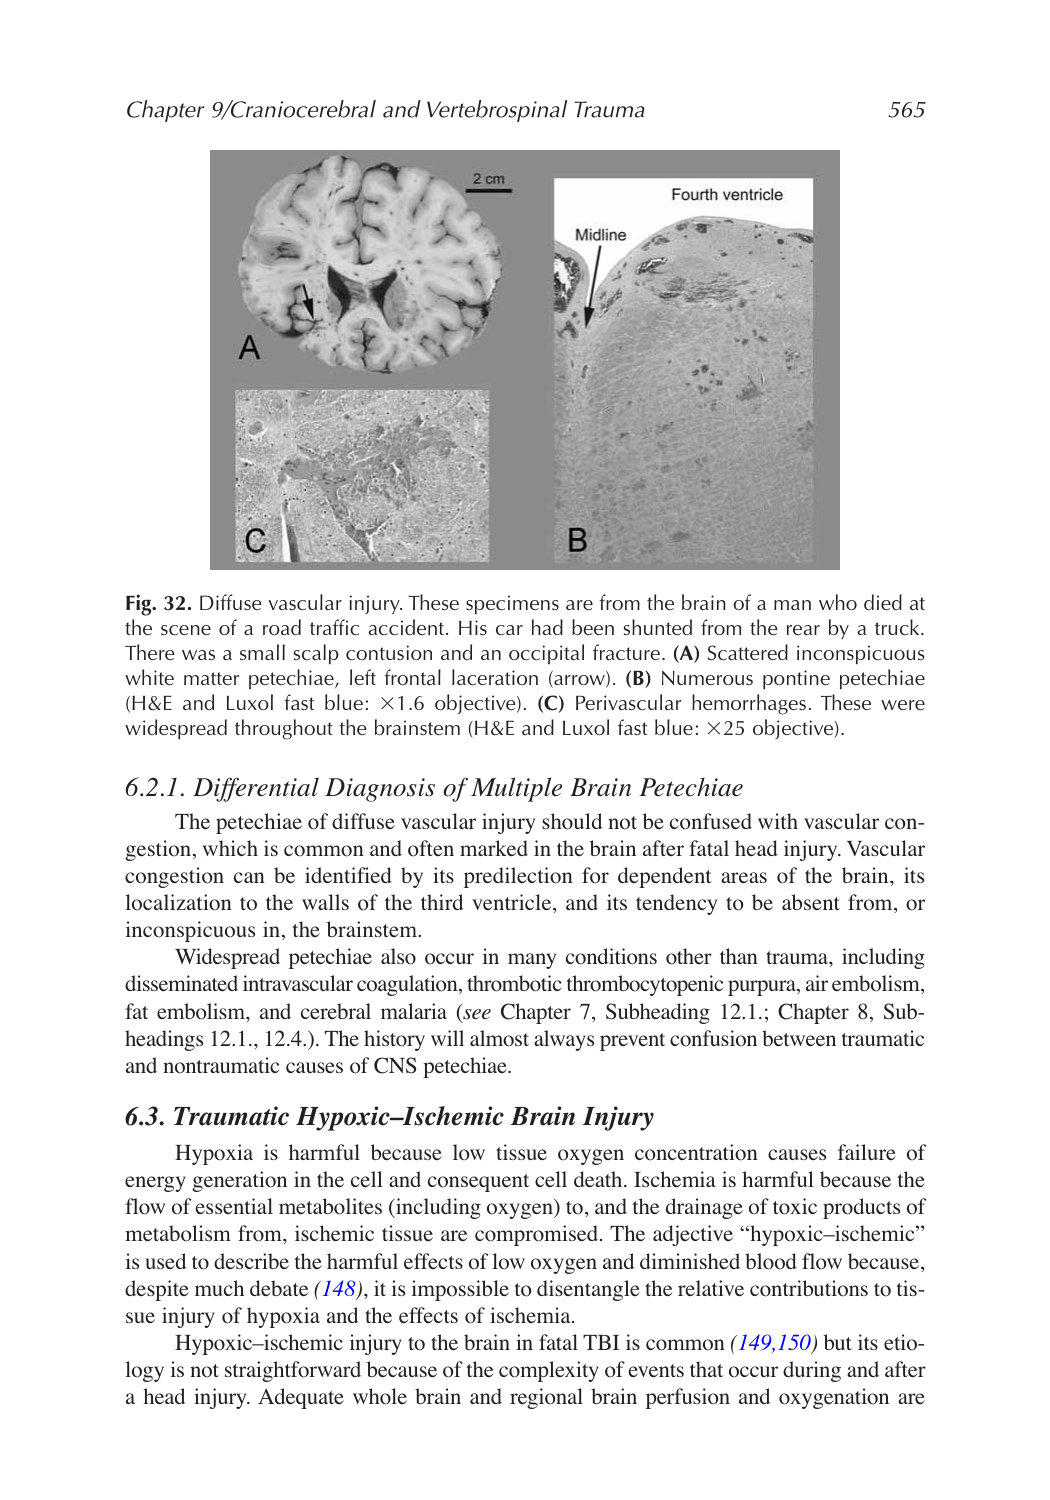 Chapter 9/Craniocerebral and Vertebrospinal Trauma 565
2 cm
Fourth ventricle
Midline
A
C
B
Fig. 32. Diffuse vascular injury. These specimens are from the brain of a man who died at
the scene of a road traffic accident. His car had been shunted from the rear by a truck.
There was a small scalp contusion and an occipital fracture. (A) Scattered inconspicuous
white matter petechiae, left frontal laceration (arrow). (B) Numerous pontine petechiae
(H&E and Luxol fast blue: ×1.6 objective). (C) Perivascular hemorrhages. These were
widespread throughout the brainstem (H&E and Luxol fast blue: ×25 objective).
6.2.1. Differential Diagnosis of Multiple Brain Petechiae
The petechiae of diffuse vascular injury should not be confused with vascular con-
gestion, which is common and often marked in the brain after fatal head injury. Vascular
congestion can be identified by its predilection for dependent areas of the brain, its
localization to the walls of the third ventricle, and its tendency to be absent from, or
inconspicuous in, the brainstem.
Widespread petechiae also occur in many conditions other than trauma, including
disseminated intravascular coagulation, thrombotic thrombocytopenic purpura, air embolism,
fat embolism, and cerebral malaria (see Chapter 7, Subheading 12.1.; Chapter 8, Sub-
headings 12.1., 12.4.). The history will almost always prevent confusion between traumatic
and nontraumatic causes of CNS petechiae.
6.3. Traumatic Hypoxic–Ischemic Brain Injury
Hypoxia is harmful because low tissue oxygen concentration causes failure of
energy generation in the cell and consequent cell death. Ischemia is harmful because the
flow of essential metabolites (including oxygen) to, and the drainage of toxic products of
metabolism from, ischemic tissue are compromised. The adjective “hypoxic–ischemic”
is used to describe the harmful effects of low oxygen and diminished blood flow because,
despite much debate (148), it is impossible to disentangle the relative contributions to tis-
sue injury of hypoxia and the effects of ischemia.
Hypoxic–ischemic injury to the brain in fatal TBI is common (149,150) but its etio-
logy is not straightforward because of the complexity of events that occur during and after
a head injury. Adequate whole brain and regional brain perfusion and oxygenation are